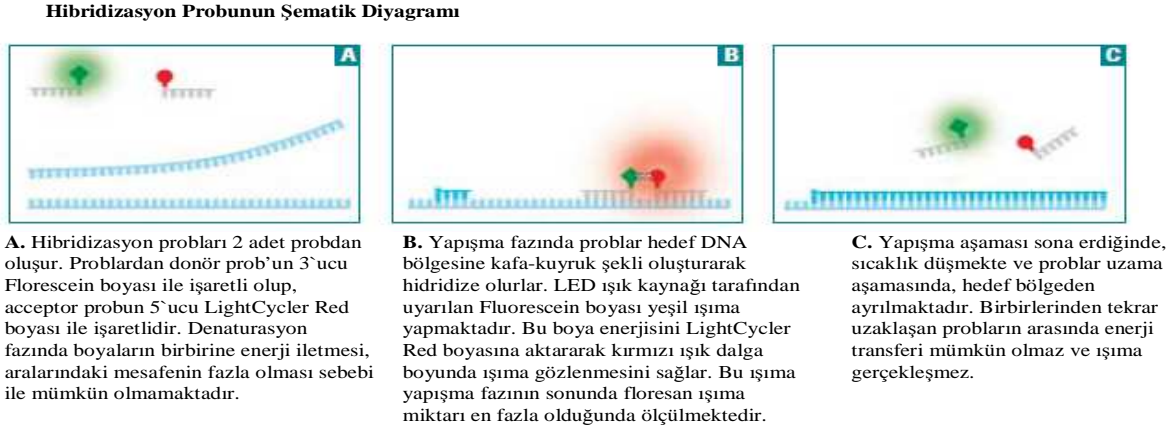 Hibridizasyon Probunun Şematik Diyagramı
A
B
C
A. Hibridizasyon probları 2 adet probdan
oluşur. Problardan donör prob'un 3`ucu
Florescein boyası ile işaretli olup,
acceptor probun 5`ucu LightCycler Red
boyası ile işaretlidir. Denaturasyon
fazında boyaların birbirine enerji iletmesi,
aralarındaki mesafenin fazla olması sebebi
ile mümkün olmamaktadır.
B. Yapışma fazında problar hedef DNA
bölgesine kafa-kuyruk şekli oluşturarak
hidridize olurlar. LED ışık kaynağı tarafından
uyarılan Fluorescein boyası yeşil ışıma
yapmaktadır. Bu boya enerjisini LightCycler
Red boyasına aktararak kırmızı ışık dalga
boyunda ışıma gözlenmesini sağlar. Bu ışıma
yapışma fazının sonunda floresan ışıma
miktarı en fazla olduğunda ölçülmektedir.
C. Yapışma aşaması sona erdiğinde,
sıcaklık düşmekte ve problar uzama
aşamasında, hedef bölgeden
ayrılmaktadır. Birbirlerinden tekrar
uzaklaşan probların arasında enerji
transferi mümkün olmaz ve ışıma
gerçekleşmez.